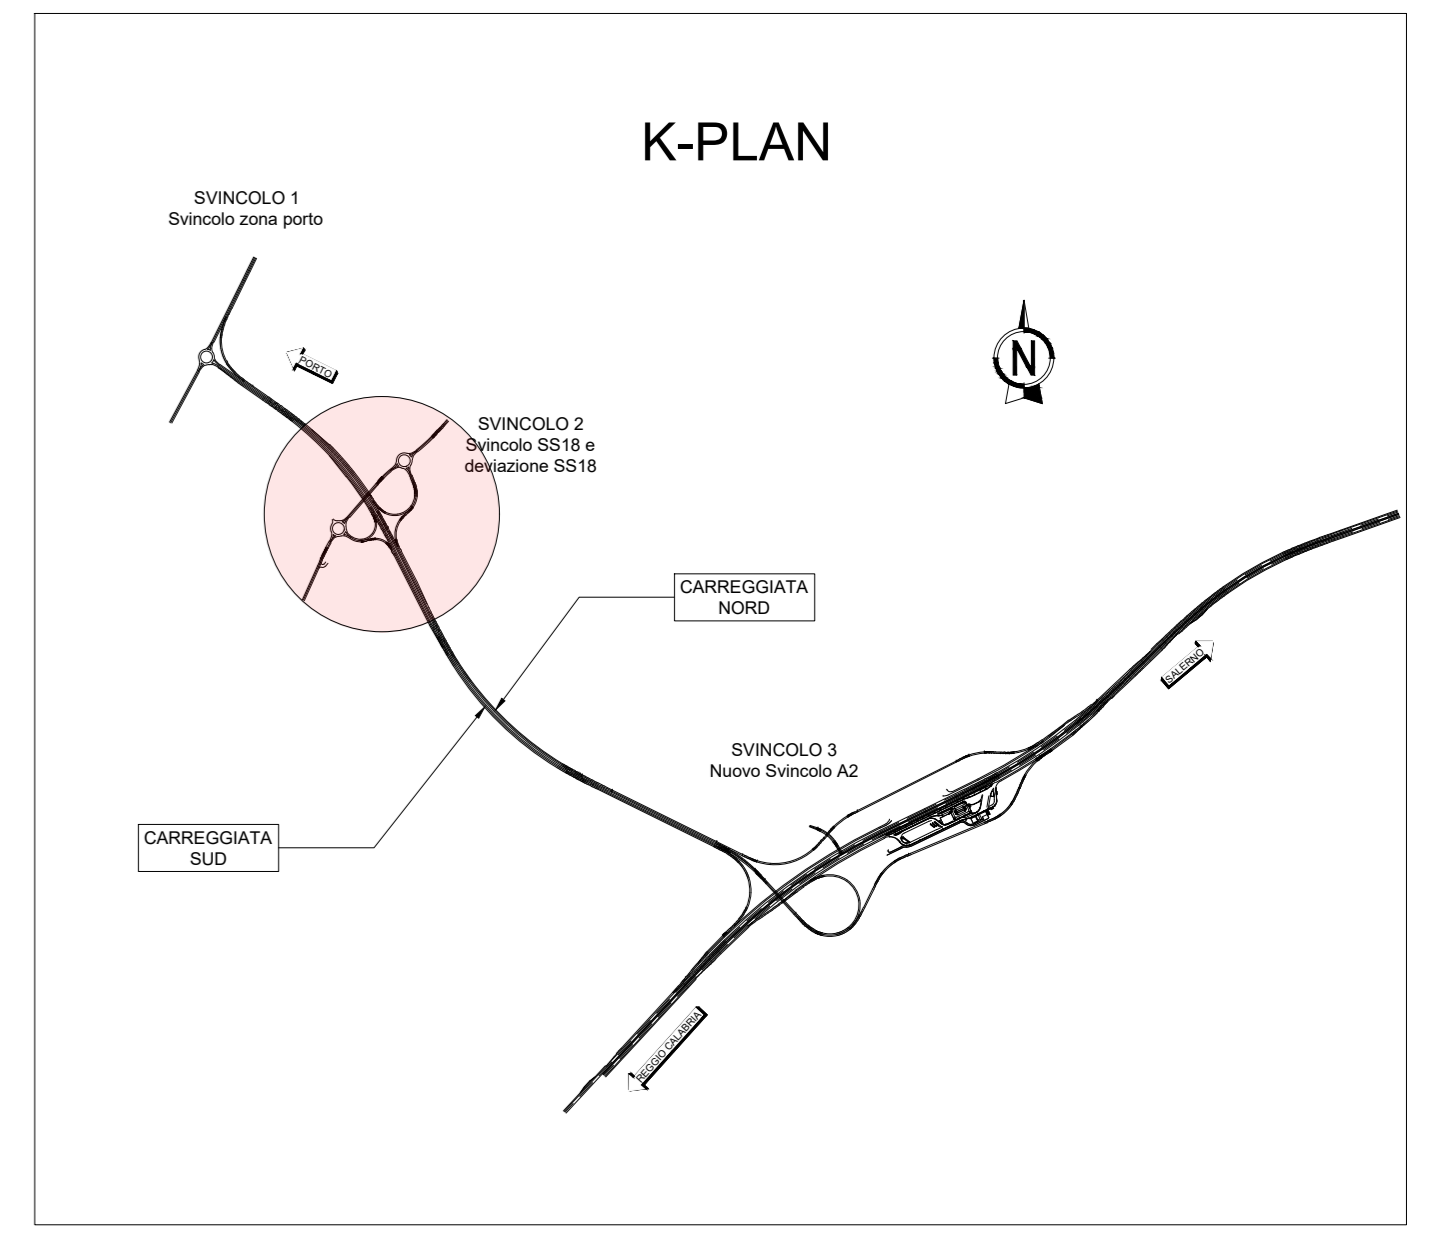 K-PLAN
SVINCOLO 1
Svincolo zona porto
PORTO
N
SVINCOLO 2
Svincolo SS18 e
deviazione SS18
CARREGGIATA
NORD
SALERNO
SVINCOLO 3
Nuovo Svincolo A2
CARREGGIATA
SUD
REGGIO CALABRIA